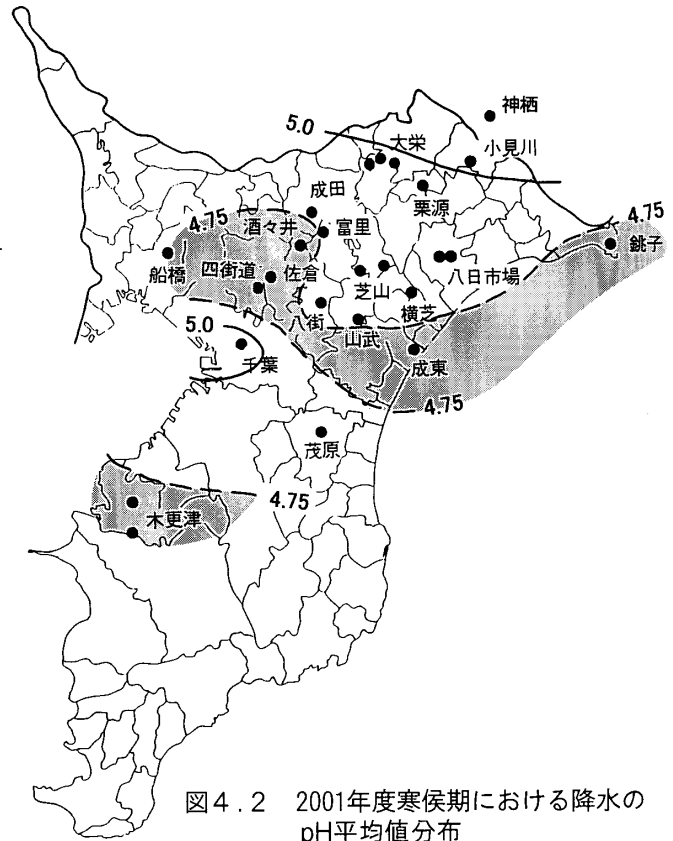 神栖
5.0
大栄
小見川
成田
栗源
4.75
4.75
酒々井
富里
銚子
船橋
四街道
佐倉
芝山
八日市場
八街
横芝
5.0
山武
千葉
成東
4.75
茂原
4.75
木更津
図4.2 2001年度寒侯期における降水の
pH平均値分布